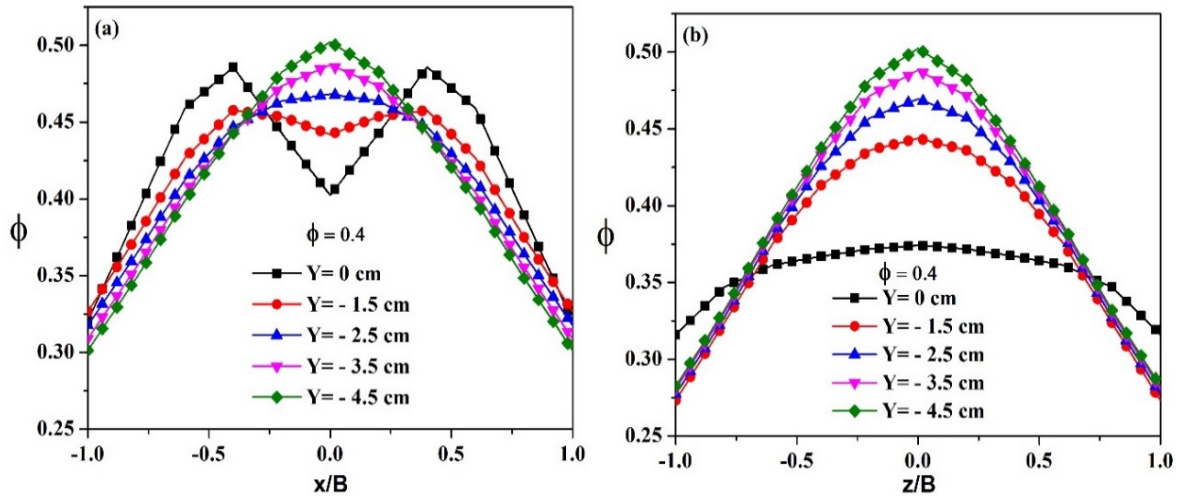 (a)
0.50
0.45
0.40
0.35
0.30
0.25
ϕ
ϕ = 0.4
Y= 0 cm
Y= - 1.5 cm
Y= - 2.5 cm
Y= - 3.5 cm
Y= - 4.5 cm
-1.0
-0.5
0.0
0.5
1.0
x/B
(b)
0.50
0.45
0.40
0.35
0.30
0.25
ϕ
ϕ = 0.4
Y= 0 cm
Y= - 1.5 cm
Y= - 2.5 cm
Y= - 3.5 cm
Y= - 4.5 cm
-1.0
-0.5
0.0
0.5
1.0
z/B